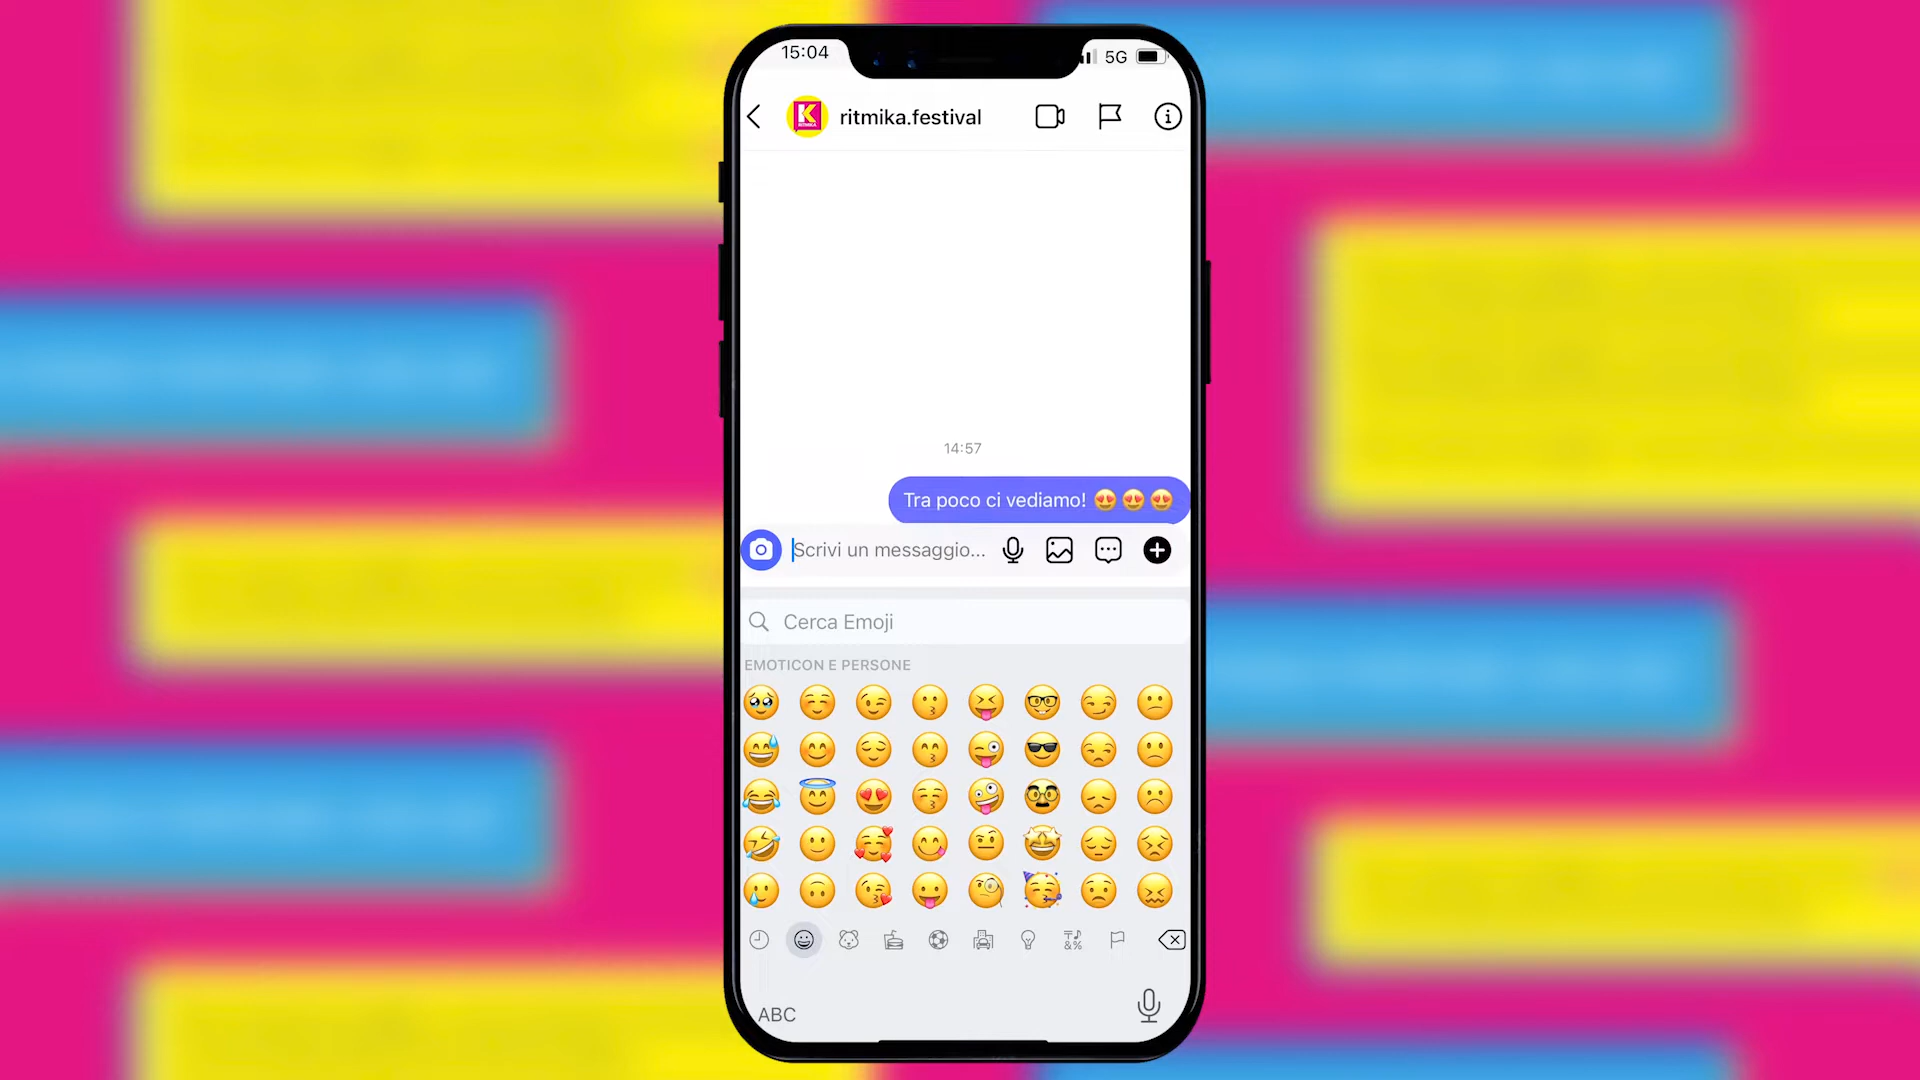 15:04
5G
K
RITMIKA
ritmika.festival
14:57
Tra poco ci vediamo! 😍 😍 😍
Scrivi un messaggio...
Cerca Emoji
EMOTICON E PERSONE
ABC